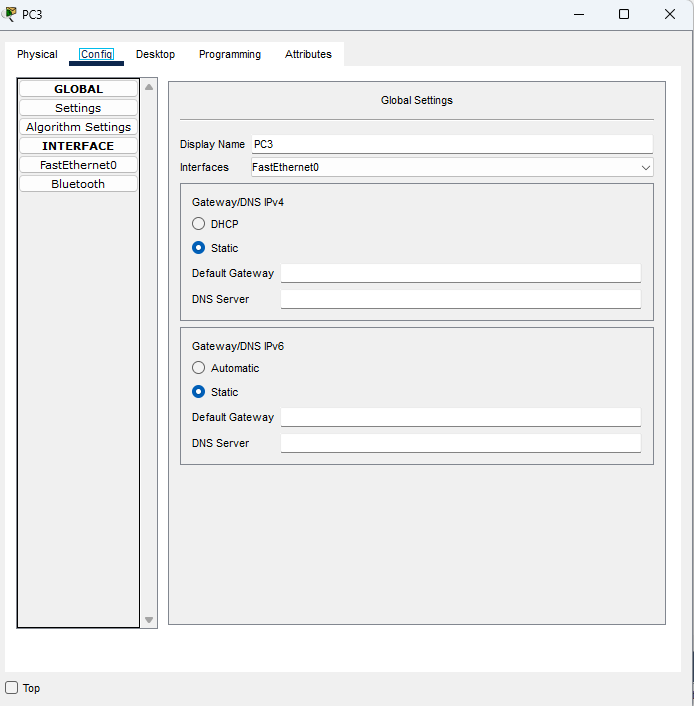 PC3
Physical Config Desktop Programming Attributes
GLOBAL
Settings
Algorithm Settings
INTERFACE
FastEthernet0
Bluetooth
Global Settings
Display Name PC3
Interfaces FastEthernet0
Gateway/DNS IPv4
DHCP
Static
Default Gateway
DNS Server
Gateway/DNS IPv6
Automatic
Static
Default Gateway
DNS Server
Top